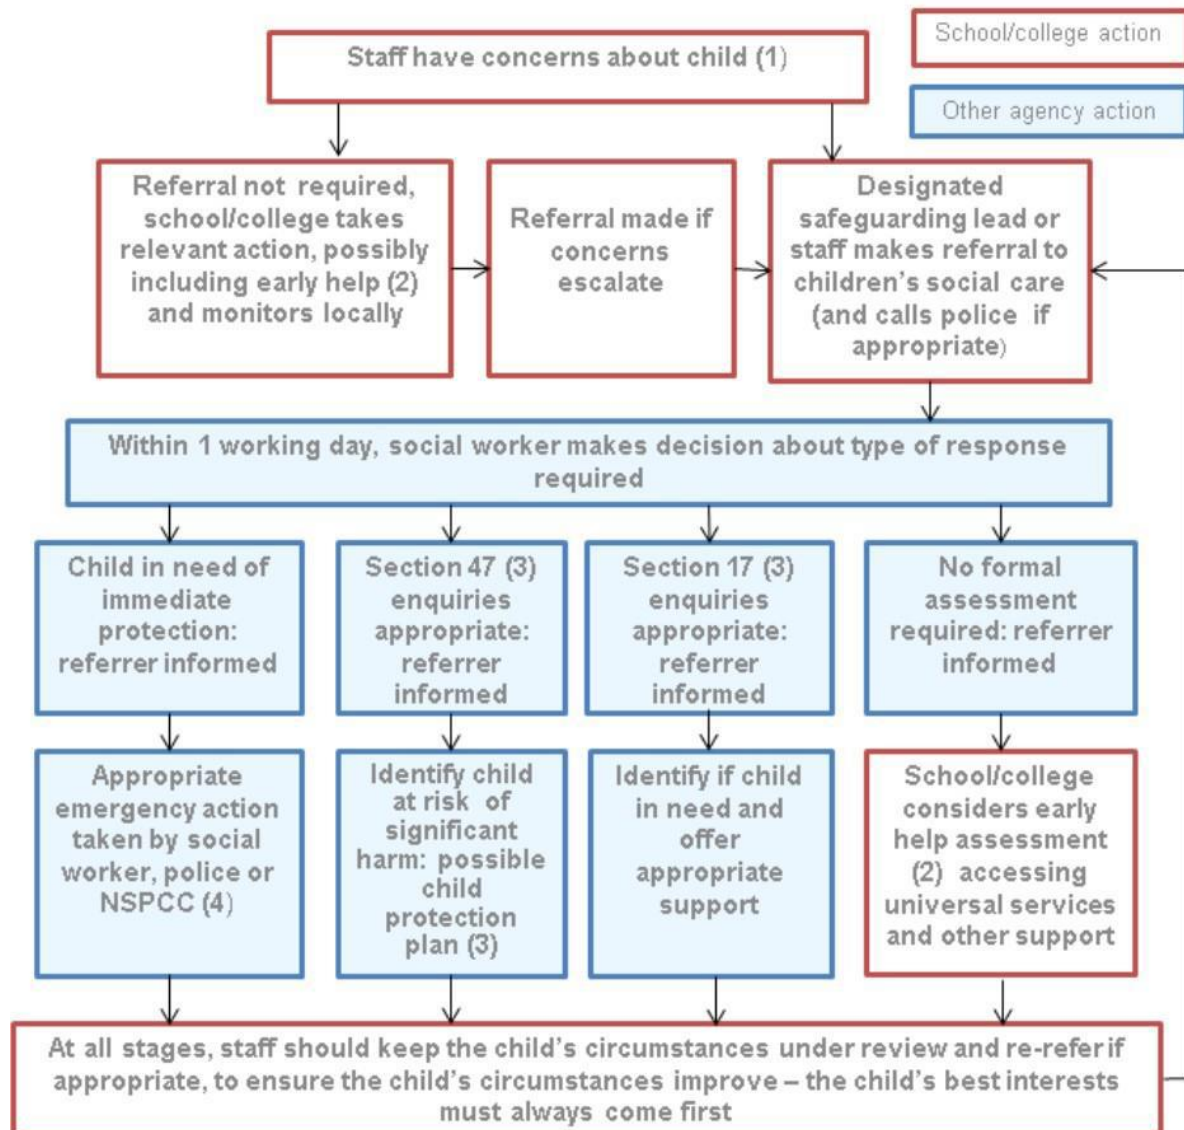 Staff have concerns about child (1)
School/college action
Other agency action
Referral not required,
school/college takes
relevant action, possibly
including early help (2)
and monitors locally
Referral made if
concerns
escalate
Designated
safeguarding lead or
staff makes referral to
children's social care
(and calls police if
appropriate)
Within 1 working day, social worker makes decision about type of response
required
Child in need of
immediate
protection:
referrer informed
Section 47 (3)
enquiries
appropriate:
referrer
informed
Section 17 (3)
enquiries
appropriate:
referrer
informed
No formal
assessment
required: referrer
informed
Appropriate
emergency action
taken by social
worker, police or
NSPCC (4)
Identify child
at risk of
significant
harm: possible
child
protection
plan (3)
Identify if child
in need and
offer
appropriate
support
School/college
considers early
help assessment
(2) accessing
universal services
and other support
At all stages, staff should keep the child's circumstances under review and re-refer if
appropriate, to ensure the child's circumstances improve – the child's best interests
must always come first